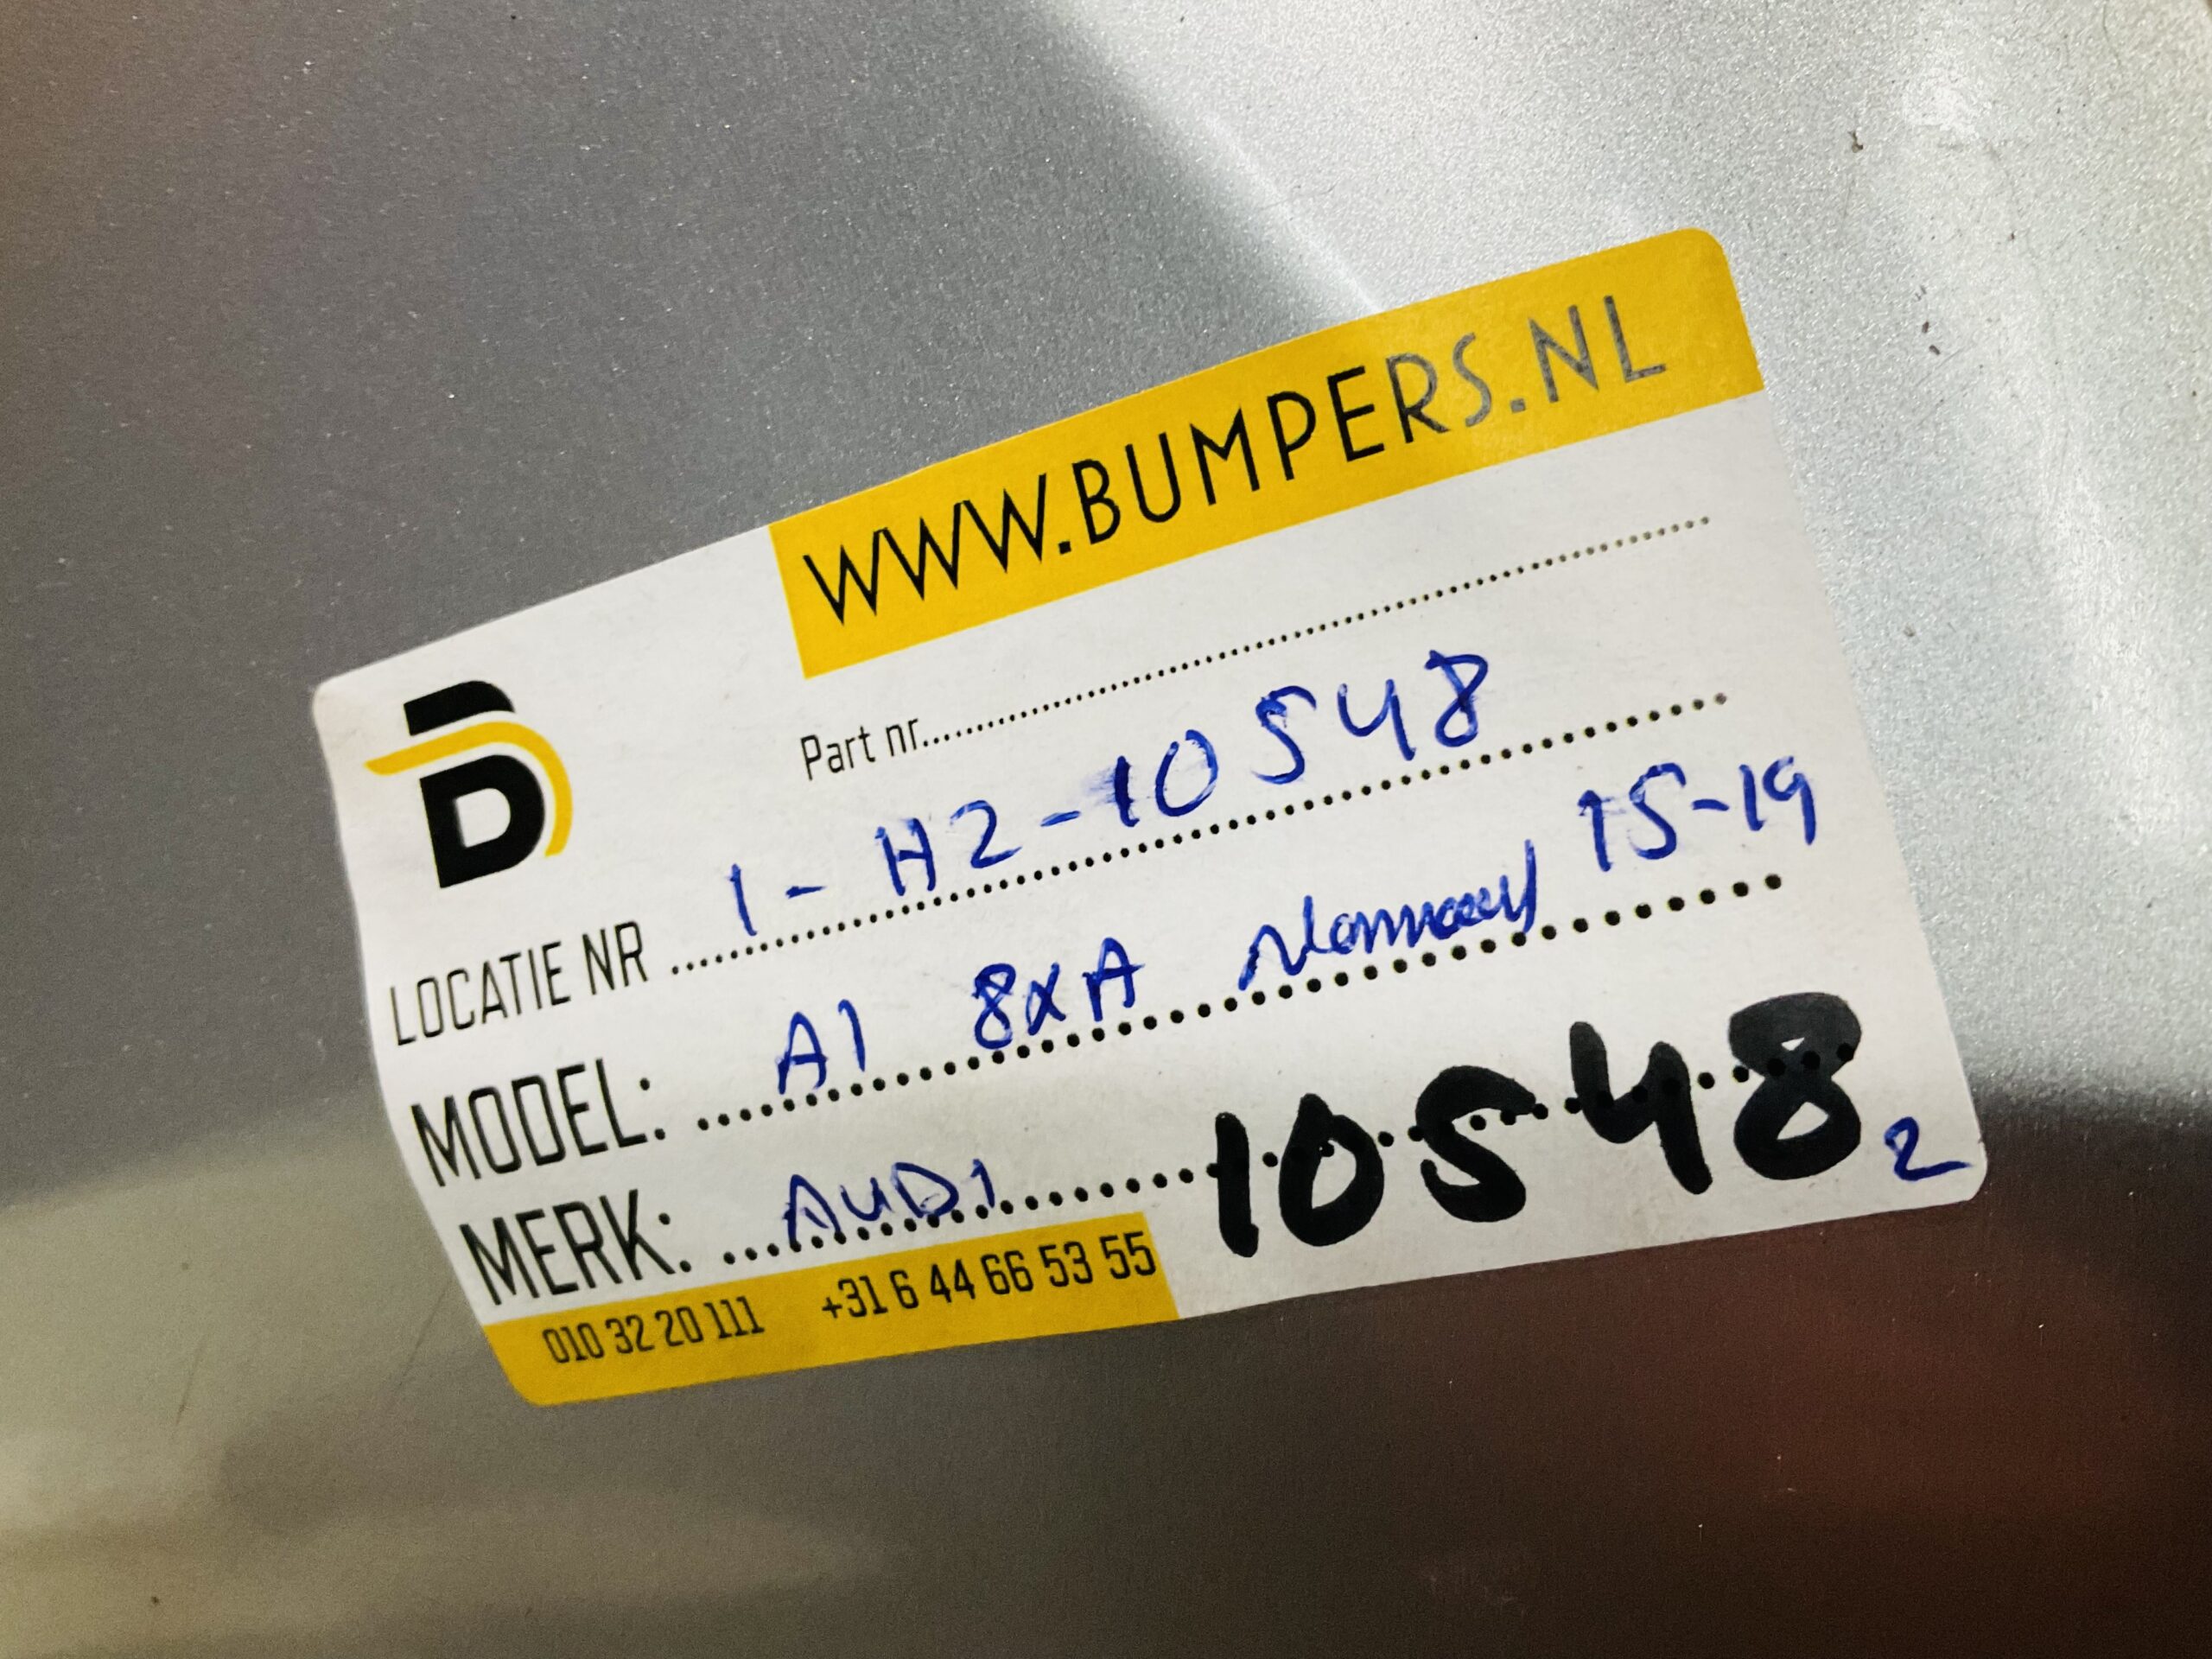 WWW.BUMPERS.NL
Part nr..........
LOCATIE NR .......... 1-H2-10548
MODEL: .......... A1 8XA 15-19
MERK: .......... AUDI 10548 2
010 32 20 111 +31 6 44 66 53 55